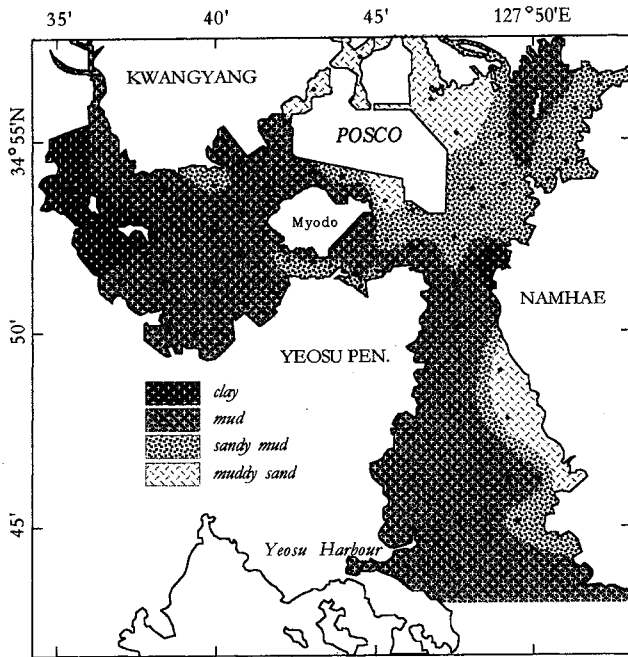 35' 40' 45' 127°50'E
34°55'
50'
45'
KWANGYANG
POSCO
Myodo
NAMHAE
YEOSU PEN.
clay
mud
sandy mud
muddy sand
Yeosu Harbour